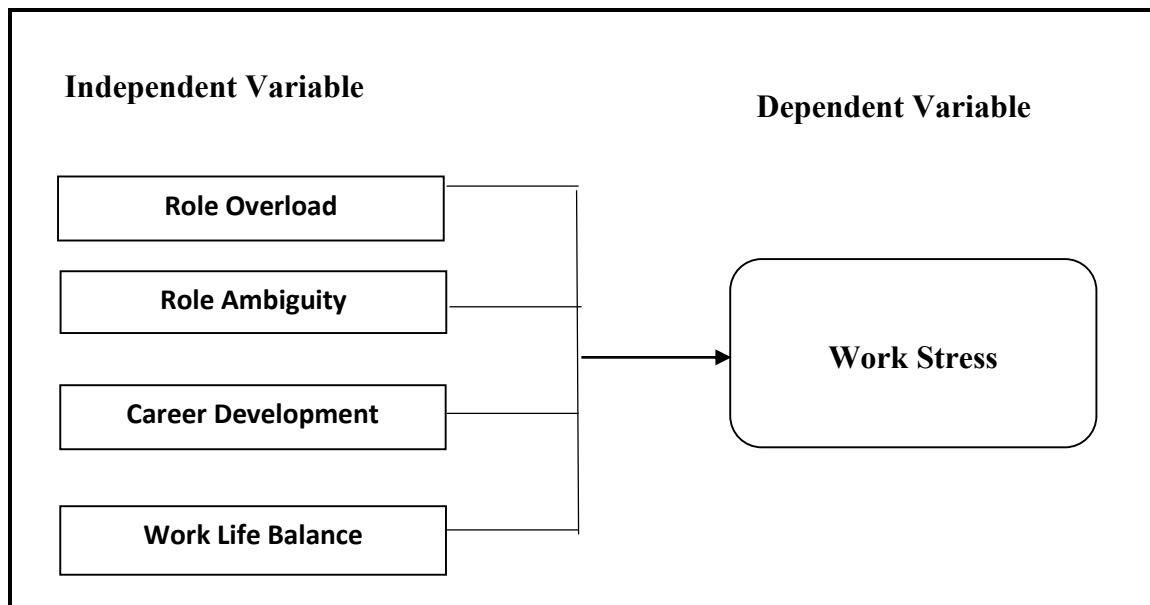 Independent Variable
Dependent Variable
Role Overload
Role Ambiguity
Career Development
Work Life Balance
Work Stress